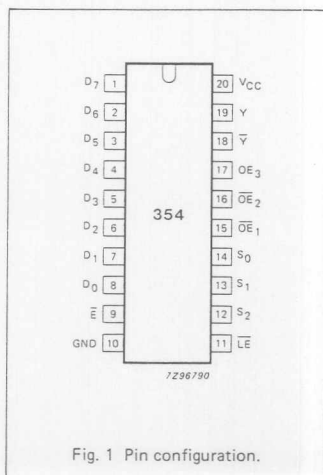 D7 1 20 VCC
D6 2 19 Y
D5 3 18 Y̅
D4 4 17 OE3
D3 5 16 O̅E̅2
354
D2 6 15 O̅E̅1
D1 7 14 S0
D0 8 13 S1
E̅ 9 12 S2
GND 10 11 L̅E̅
7Z96790
Fig. 1 Pin configuration.